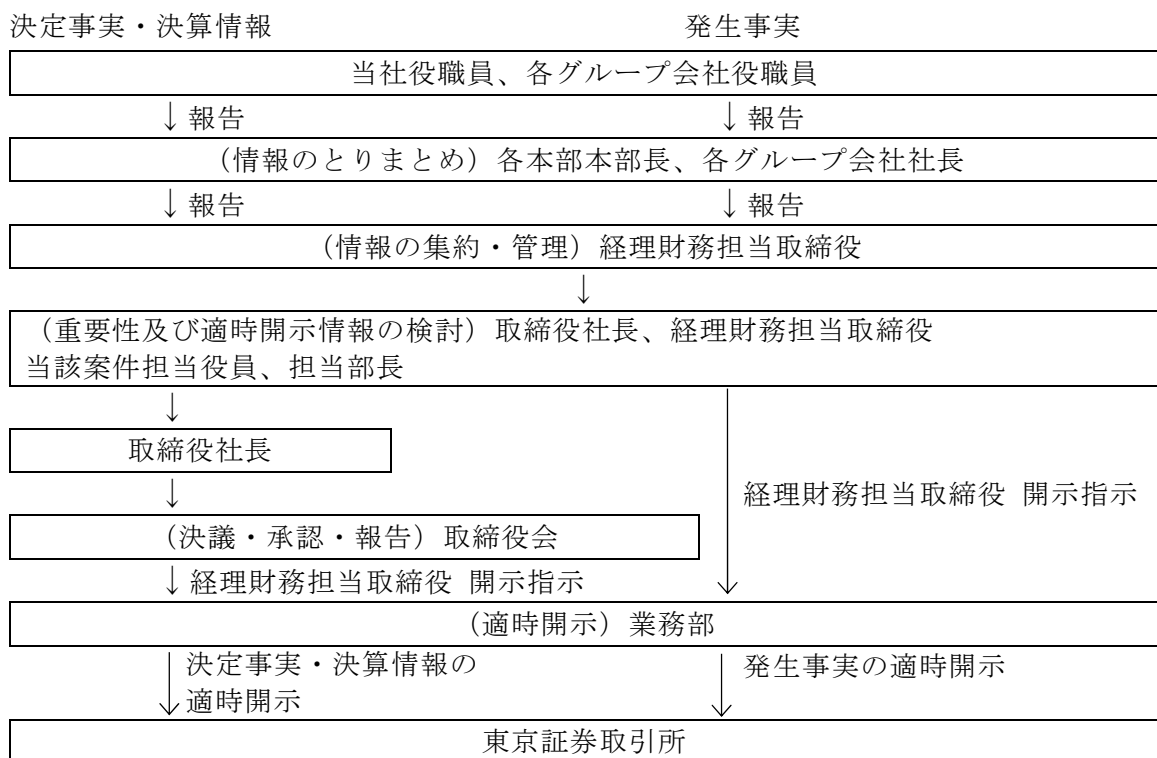 決定事実・決算情報 発生事実
当社役職員、各グループ会社役職員
↓報告 ↓報告
(情報のとりまとめ)各本部本部長、各グループ会社社長
↓報告 ↓報告
(情報の集約・管理)経理財務担当取締役
↓
(重要性及び適時開示情報の検討)取締役社長、経理財務担当取締役
当該案件担当役員、担当部長
↓
取締役社長
↓
経理財務担当取締役 開示指示
(決議・承認・報告)取締役会
↓経理財務担当取締役 開示指示
(適時開示)業務部
決定事実・決算情報の 発生事実の適時開示
適時開示
東京証券取引所